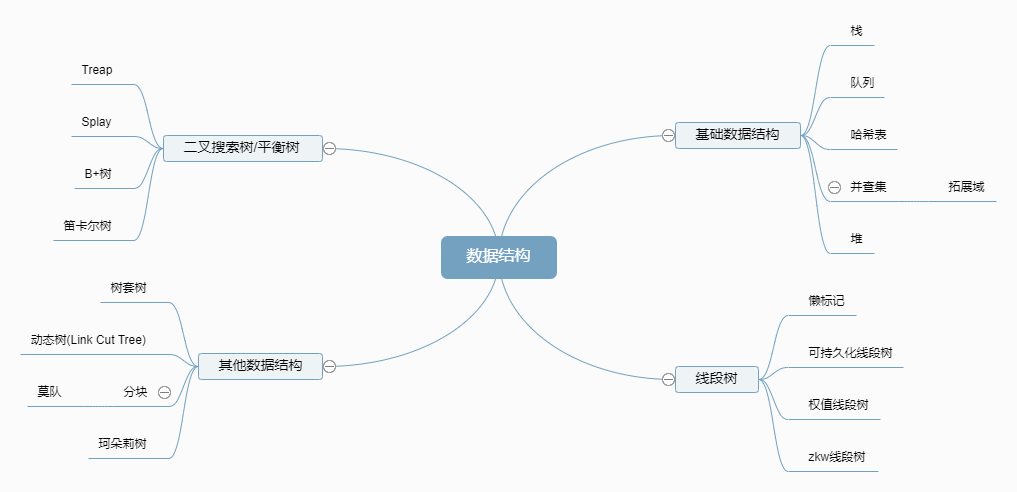 数据结构
基础数据结构
栈
队列
哈希表
并查集
拓展域
堆
线段树
懒标记
可持久化线段树
权值线段树
zkw线段树
二叉搜索树/平衡树
Treap
Splay
B+树
笛卡尔树
其他数据结构
树套树
动态树(Link Cut Tree)
分块
莫队
珂朵莉树